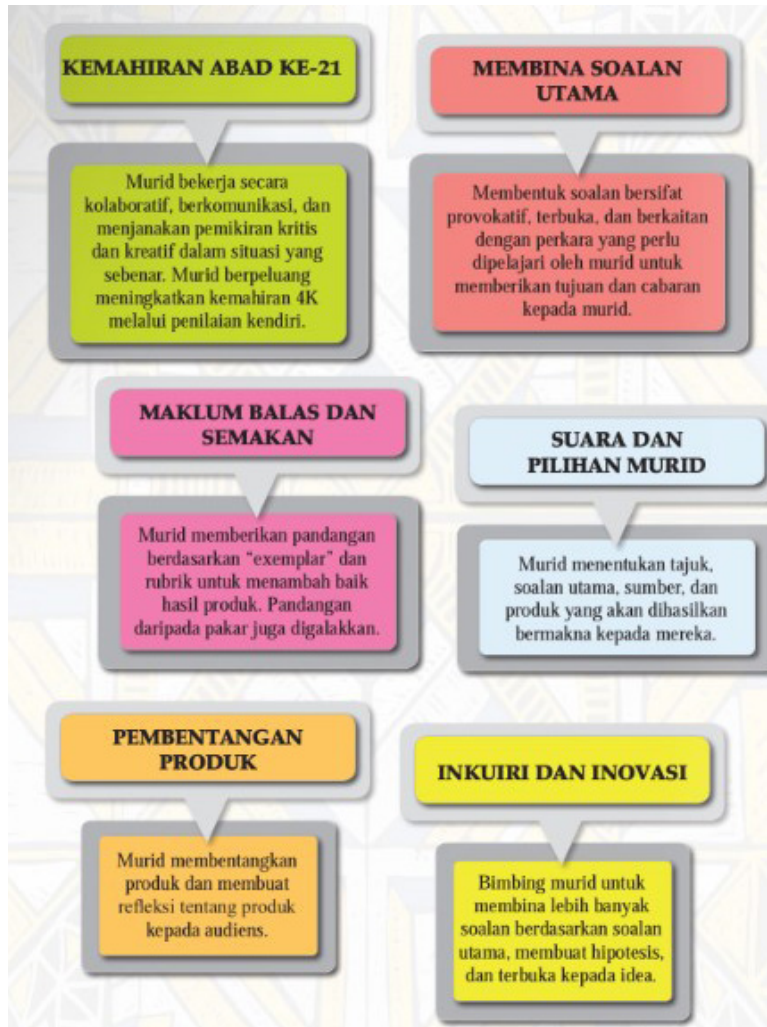 KEMAHIRAN ABAD KE-21
Murid bekerja secara
kolaboratif, berkomunikasi, dan
menjanakan pemikiran kritis
dan kreatif dalam situasi yang
sebenar. Murid berpeluang
meningkatkan kemahiran 4K
melalui penilaian kendiri.
MEMBINA SOALAN
UTAMA
Membentuk soalan bersifat
provokatif, terbuka, dan berkaitan
dengan perkara yang perlu
dipelajari oleh murid untuk
memberikan tujuan dan cabaran
kepada murid.
MAKLUM BALAS DAN
SEMAKAN
Murid memberikan pandangan
berdasarkan “exemplar” dan
rubrik untuk menambah baik
hasil produk. Pandangan
daripada pakar juga digalakkan.
SUARA DAN
PILIHAN MURID
Murid menentukan tajuk,
soalan utama, sumber, dan
produk yang akan dihasilkan
bermakna kepada mereka.
PEMBENTANGAN
PRODUK
Murid membentangkan
produk dan membuat
refleksi tentang produk
kepada audiens.
INKUIRI DAN INOVASI
Bimbing murid untuk
membina lebih banyak
soalan berdasarkan soalan
utama, membuat hipotesis,
dan terbuka kepada idea.